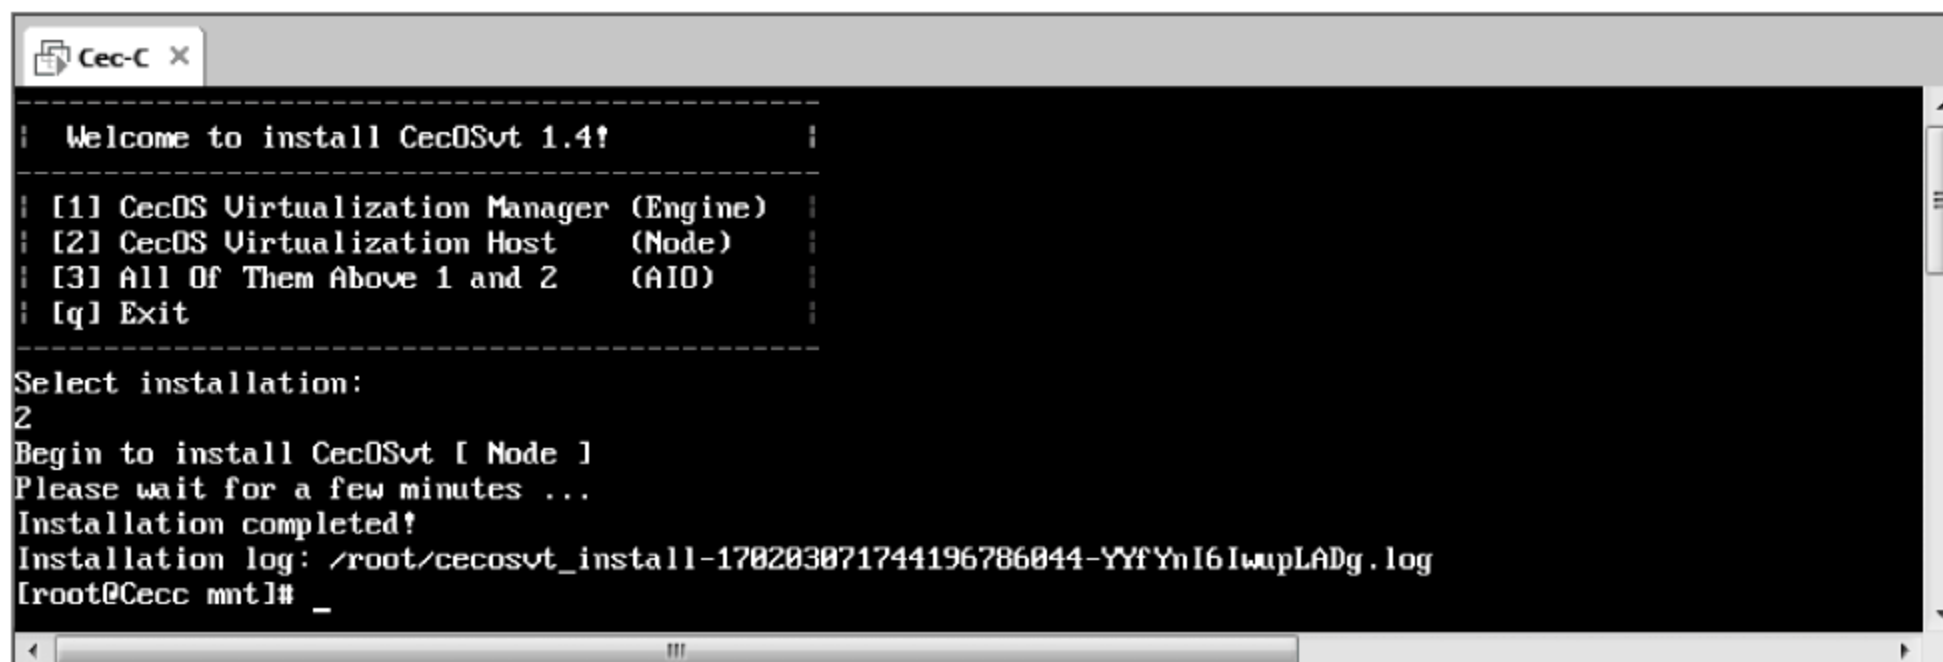 Cec-C
Welcome to install CecOSvt 1.4!
[1] CecOS Virtualization Manager (Engine)
[2] CecOS Virtualization Host (Node)
[3] All Of Them Above 1 and 2 (AIO)
[q] Exit
Select installation:
2
Begin to install CecOSvt [ Node ]
Please wait for a few minutes ...
Installation completed!
Installation log: /root/cecosvt_install-170203071744196786044-YYfYnI6IwupLADg.log
[root@Cecc mnt]# _